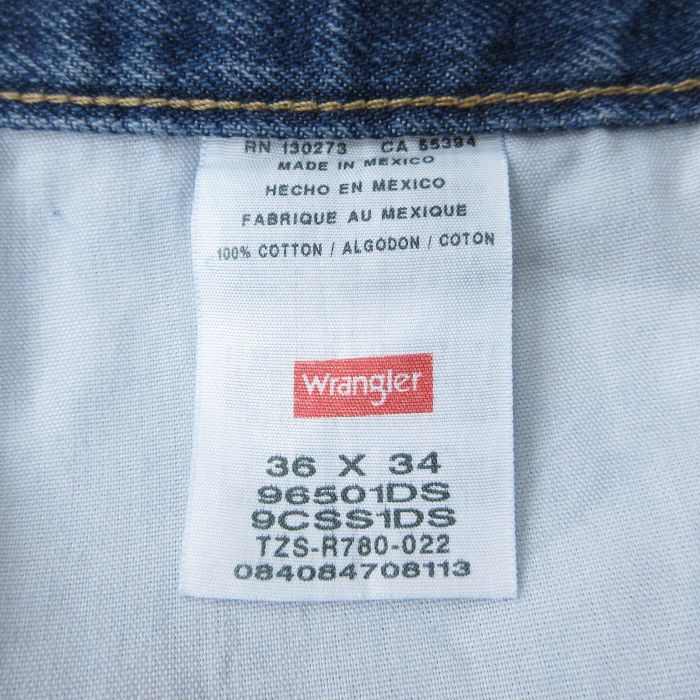 RN 130273 CA 55394
MADE IN MEXICO
HECHO EN MEXICO
FABRIQUE AU MEXIQUE
100% COTTON / ALGODON / COTON
Wrangler
36 X 34
96501DS
9CSS1DS
TZS-R780-022
084084708113